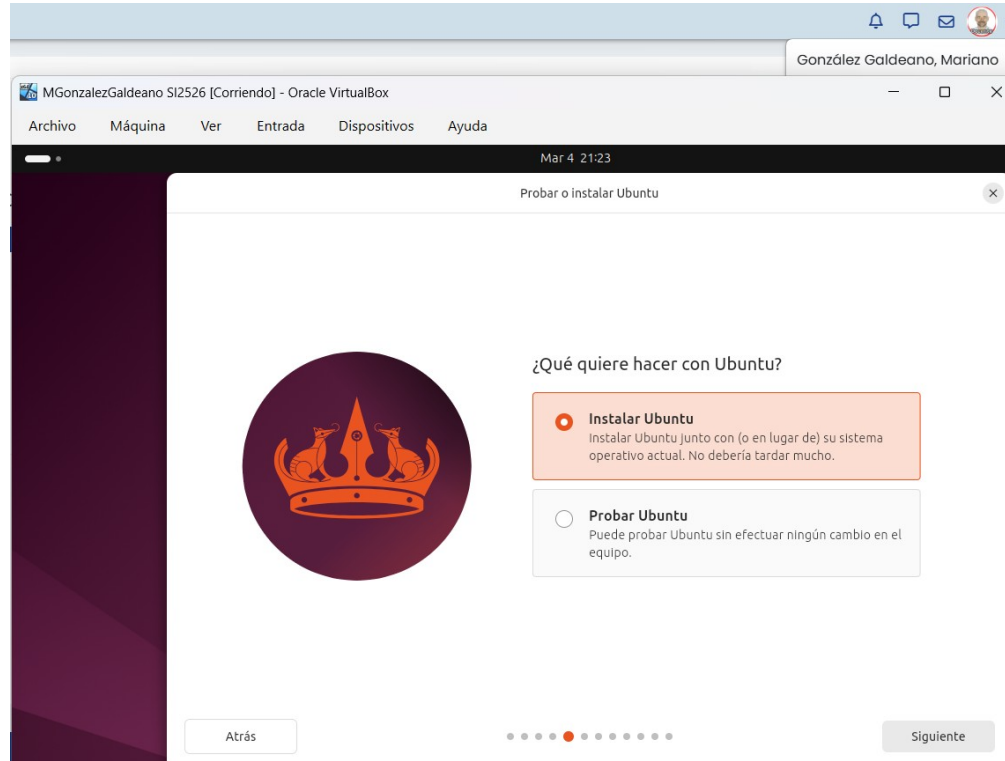 González Galdeano, Mariano
MGonzalezGaldeano SI2526 [Corriendo] - Oracle VirtualBox
Archivo Máquina Ver Entrada Dispositivos Ayuda
Mar 4 21:23
Probar o instalar Ubuntu
¿Qué quiere hacer con Ubuntu?
Instalar Ubuntu
Instalar Ubuntu junto con (o en lugar de) su sistema
operativo actual. No debería tardar mucho.
Probar Ubuntu
Puede probar Ubuntu sin efectuar ningún cambio en el
equipo.
Atrás
Siguiente